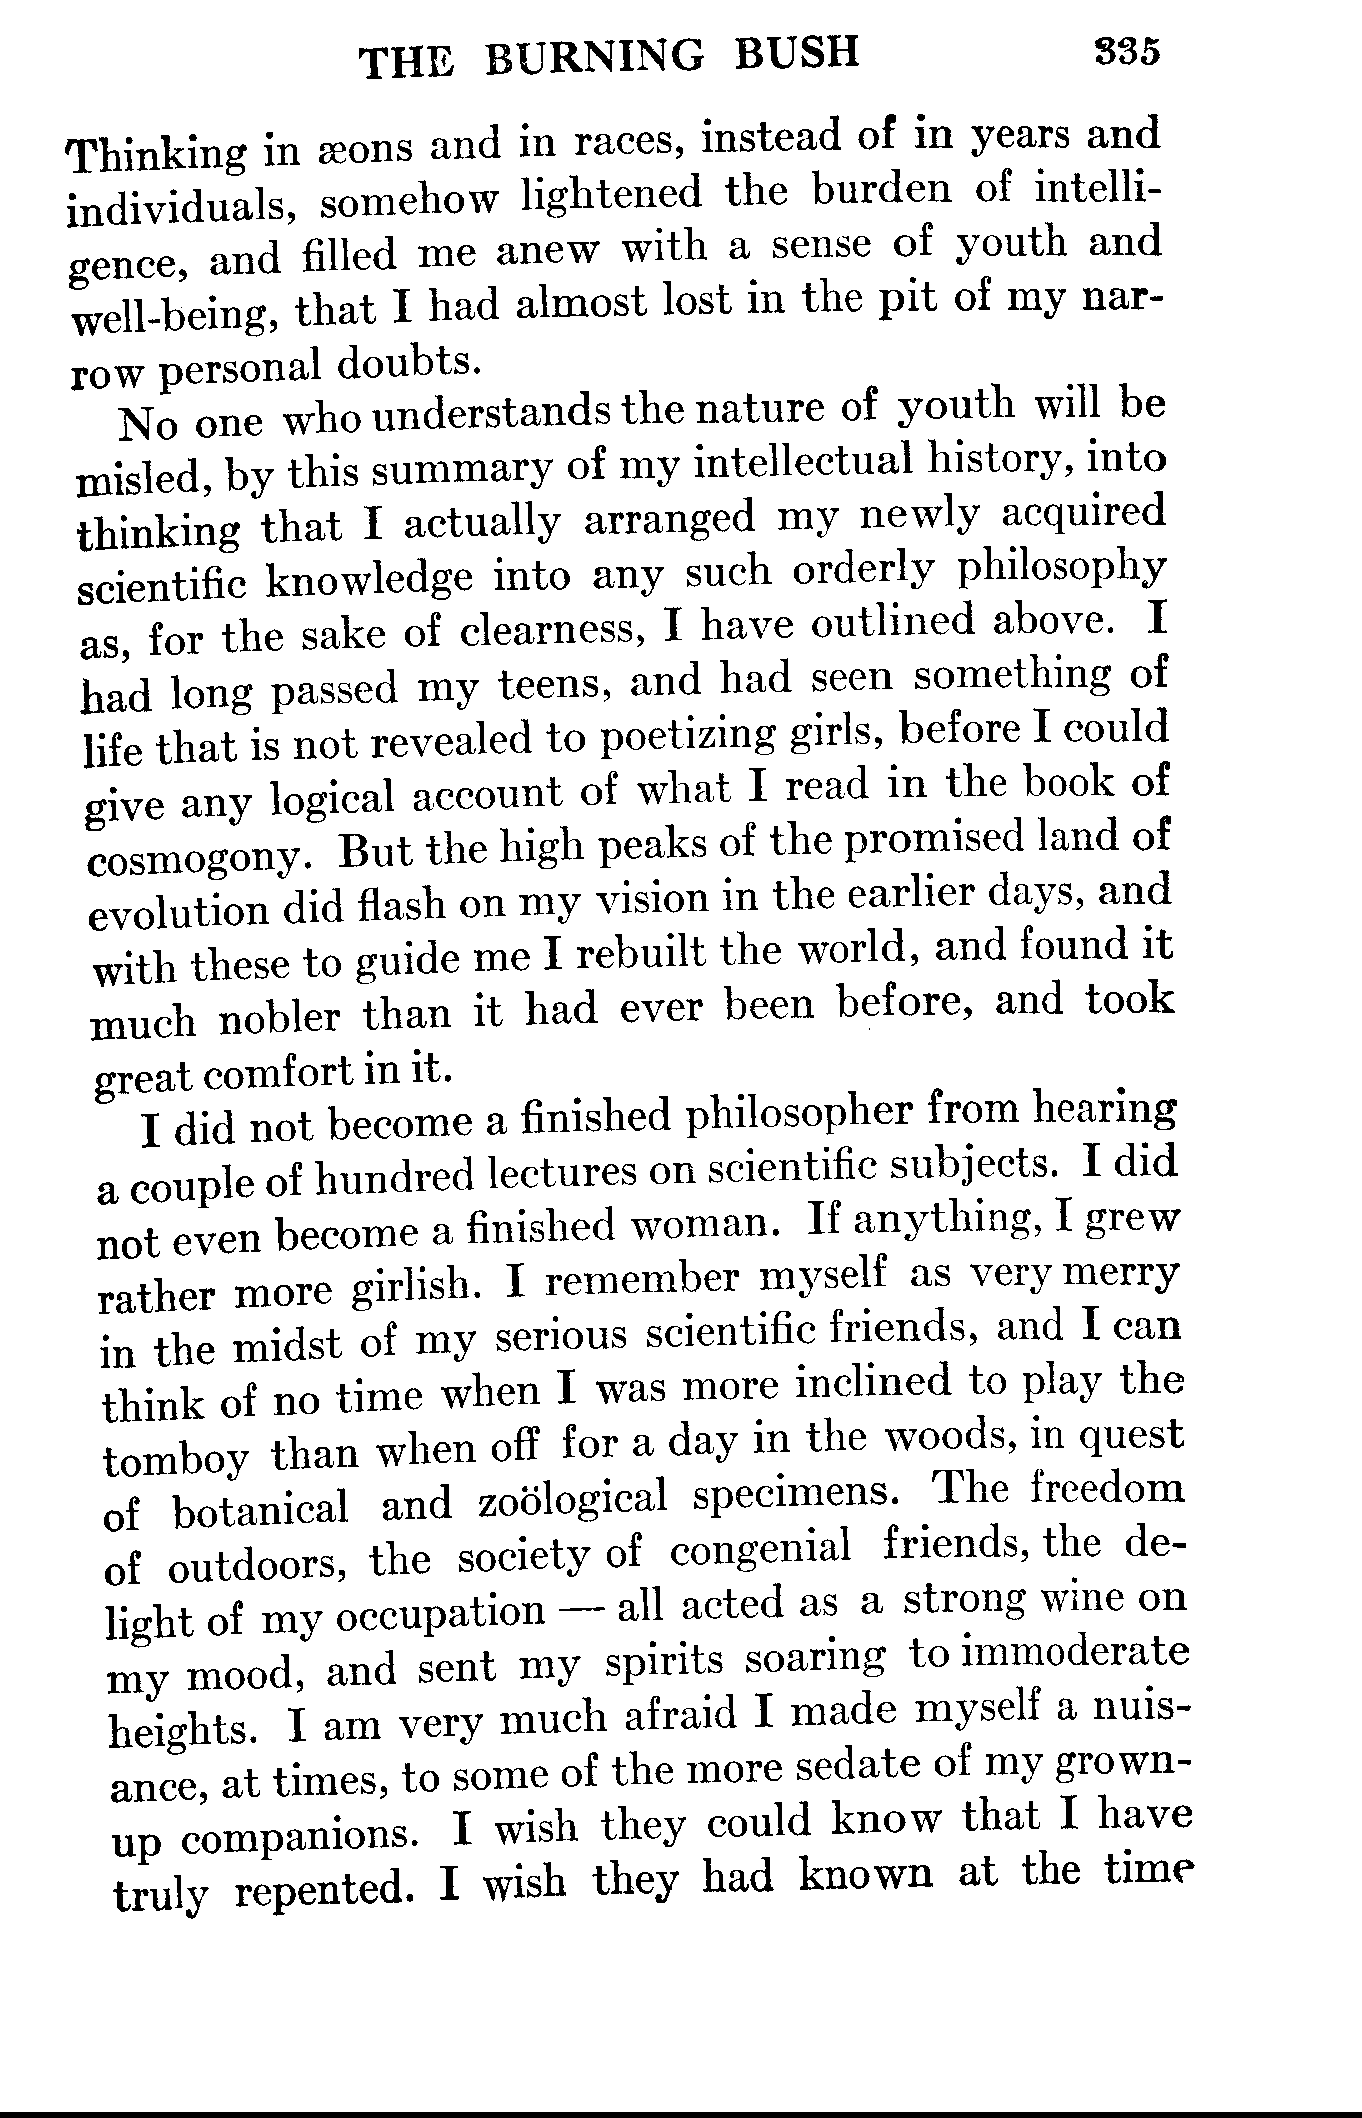 THE BURNING BUSH 335
Thinking in æons and in races, instead of in years and
individuals, somehow lightened the burden of intelli-
gence, and filled me anew with a sense of youth and
well-being, that I had almost lost in the pit of my nar-
row personal doubts.
No one who understands the nature of youth will be
misled, by this summary of my intellectual history, into
thinking that I actually arranged my newly acquired
scientific knowledge into any such orderly philosophy
as, for the sake of clearness, I have outlined above. I
had long passed my teens, and had seen something of
life that is not revealed to poetizing girls, before I could
give any logical account of what I read in the book of
cosmogony. But the high peaks of the promised land of
evolution did flash on my vision in the earlier days, and
with these to guide me I rebuilt the world, and found it
much nobler than it had ever been before, and took
great comfort in it.
I did not become a finished philosopher from hearing
a couple of hundred lectures on scientific subjects. I did
not even become a finished woman. If anything, I grew
rather more girlish. I remember myself as very merry
in the midst of my serious scientific friends, and I can
think of no time when I was more inclined to play the
tomboy than when off for a day in the woods, in quest
of botanical and zoölogical specimens. The freedom
of outdoors, the society of congenial friends, the de-
light of my occupation — all acted as a strong wine on
my mood, and sent my spirits soaring to immoderate
heights. I am very much afraid I made myself a nuis-
ance, at times, to some of the more sedate of my grown-
up companions. I wish they could know that I have
truly repented. I wish they had known at the time